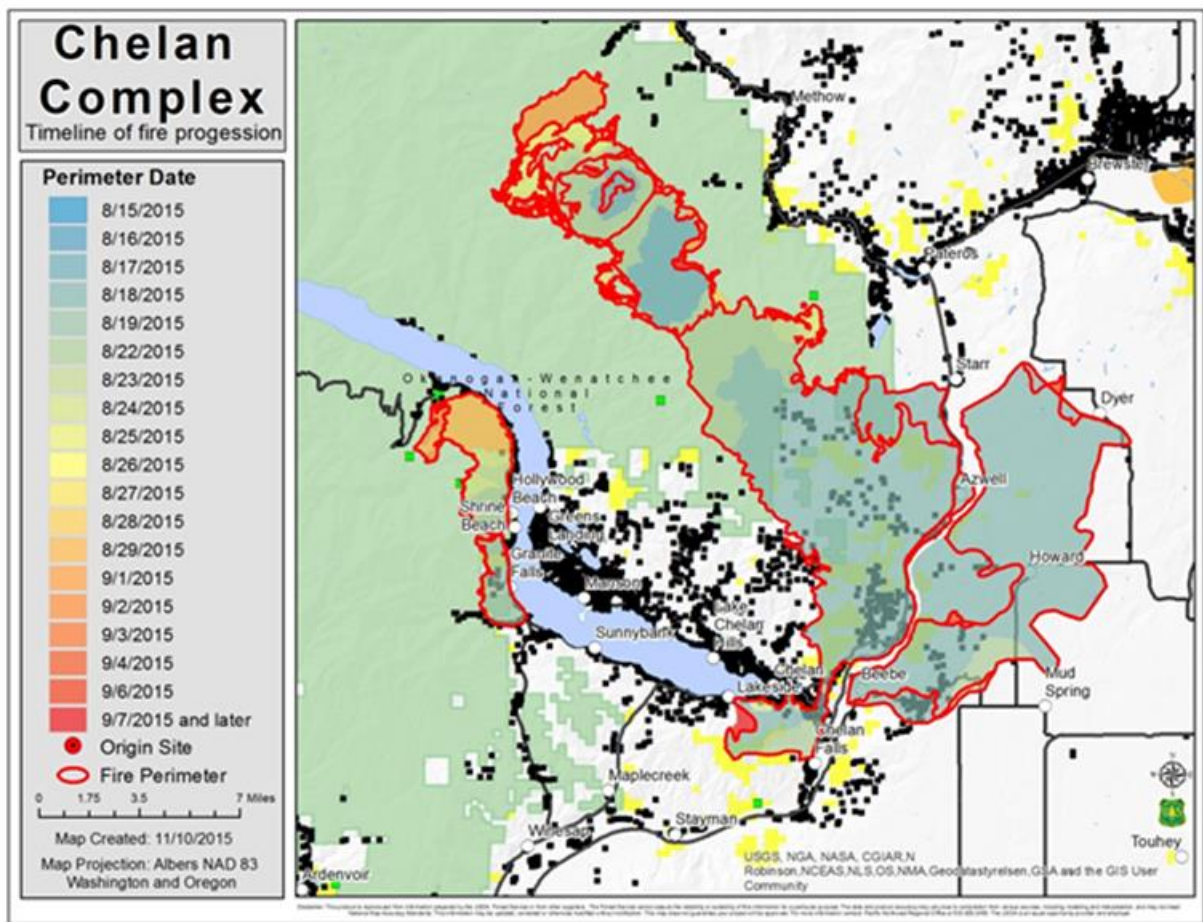 Chelan
Complex
Timeline of fire progession
Perimeter Date
8/15/2015
8/16/2015
8/17/2015
8/18/2015
8/19/2015
8/22/2015
8/23/2015
8/24/2015
8/25/2015
8/26/2015
8/27/2015
8/28/2015
8/29/2015
9/1/2015
9/2/2015
9/3/2015
9/4/2015
9/6/2015
9/7/2015 and later
Origin Site
Fire Perimeter
0 1.75 3.5 7 Miles
Map Created: 11/10/2015
Map Projection: Albers NAD 83
Washington and Oregon
Methow
Brewster
Pateros
Starr
Okanogan-Wenatchee
National
Forest
Dyer
Azwell
Hollywood
Beach
Shrine
Beach
Greens
Landing
Granite
Falls
Howard
Manson
Lake
Chelan
Hills
Sunnybank
Chelan
Beebe
Mud
Spring
Lakeside
Chelan
Falls
Maplecreek
Stayman
Winesap
Touhey
Ardenvoir
USGS, NGA, NASA, CGIAR,N
Robinson,NCEAS,NLS,OS,NMA,Geodatastyrelsen,GSA and the GIS User
Community